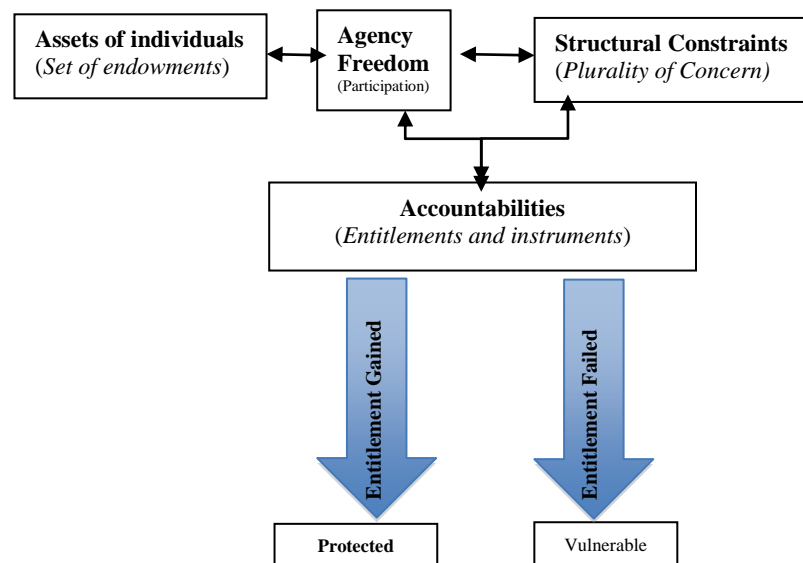 Assets of individuals
(Set of endowments)
Agency
Freedom
(Participation)
Structural Constraints
(Plurality of Concern)
Accountabilities
(Entitlements and instruments)
Entitlement Gained
Entitlement Failed
Protected
Vulnerable